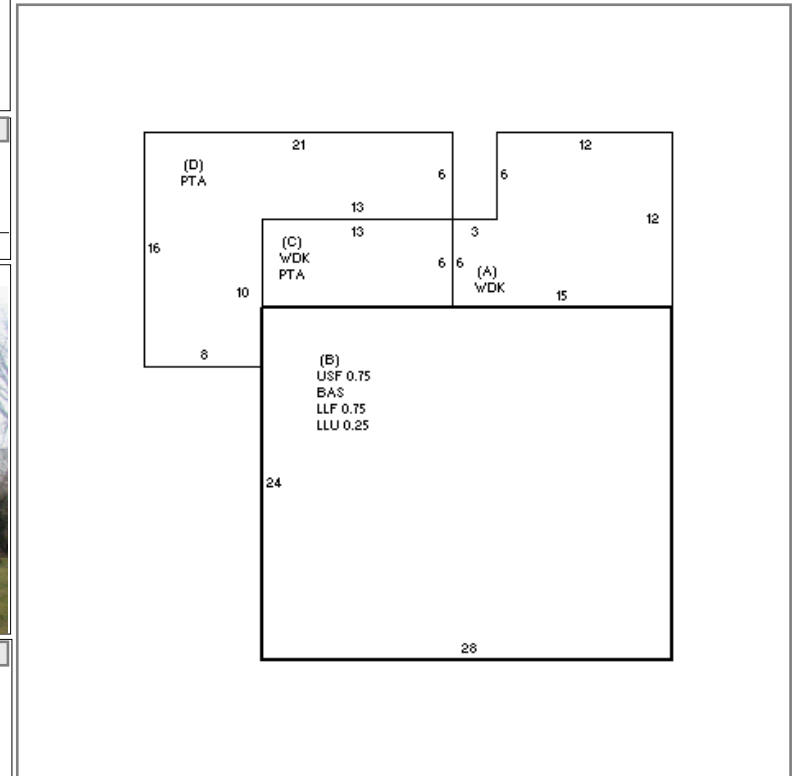 21
12
(D)
PTA
6
6
13
12
13
3
(C)
WDK
PTA
16
6
6
(A)
WDK
10
15
8
(B)
USF 0.75
BAS
LLF 0.75
LLU 0.25
24
28